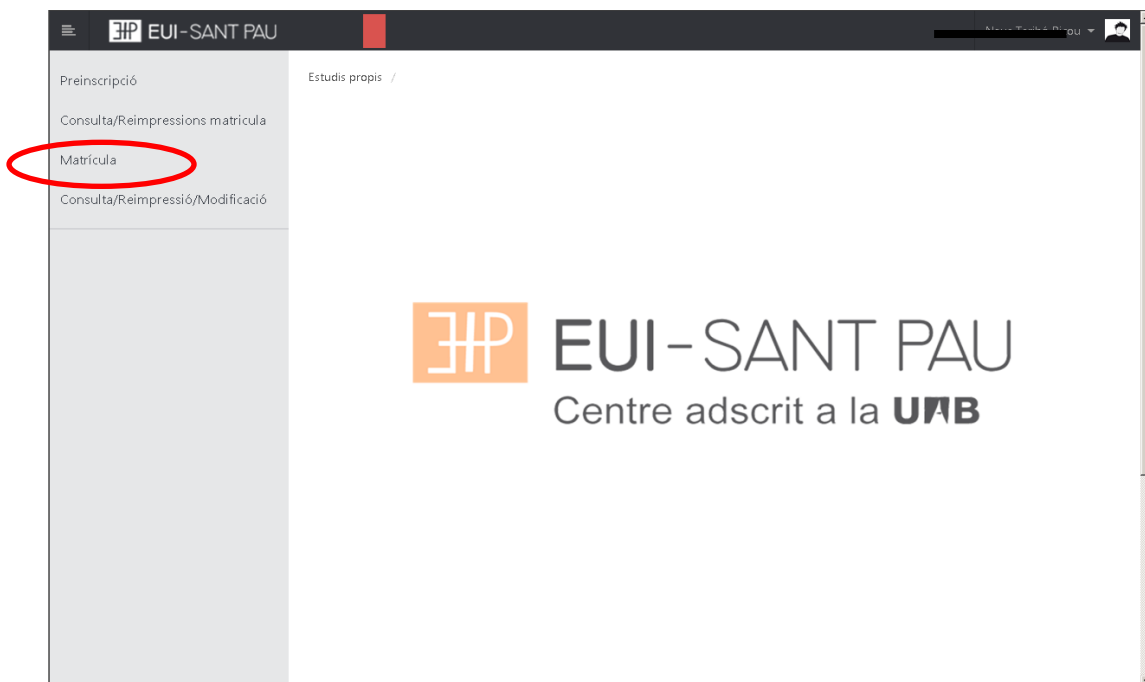 EUI-SANT PAU
Preinscripció
Estudis propis /
Consulta/Reimpressions matricula
Matrícula
Consulta/Reimpressió/Modificació
EUI-SANT PAU
Centre adscrit a la UAB